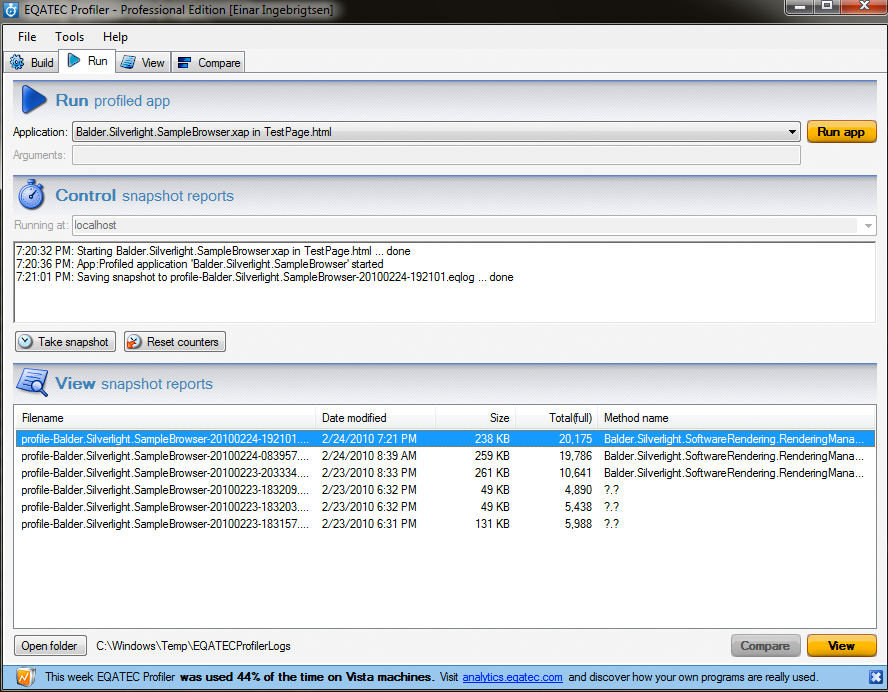 EQATEC Profiler - Professional Edition [Einar Ingebrigtsen]
File Tools Help
Build Run View Compare
Run profiled app
Application: Balder.Silverlight.SampleBrowser.xap in TestPage.html Run app
Arguments:
Control snapshot reports
Running at: localhost
7:20:32 PM: Starting Balder.Silverlight.SampleBrowser.xap in TestPage.html ... done
7:20:36 PM: App:Profiled application 'Balder.Silverlight.SampleBrowser' started
7:21:01 PM: Saving snapshot to profile-Balder.Silverlight.SampleBrowser-20100224-192101.eqlog ... done
Take snapshot Reset counters
View snapshot reports
Filename Date modified Size Total(full) Method name
profile-Balder.Silverlight.SampleBrowser-20100224-192101.... 2/24/2010 7:21 PM 238 KB 20,175 Balder.Silverlight.SoftwareRendering.RenderingMana...
profile-Balder.Silverlight.SampleBrowser-20100224-083957.... 2/24/2010 8:39 AM 259 KB 19,786 Balder.Silverlight.SoftwareRendering.RenderingMana...
profile-Balder.Silverlight.SampleBrowser-20100223-203334.... 2/23/2010 8:33 PM 261 KB 10,641 Balder.Silverlight.SoftwareRendering.RenderingMana...
profile-Balder.Silverlight.SampleBrowser-20100223-183209.... 2/23/2010 6:32 PM 49 KB 4,890 ?.?
profile-Balder.Silverlight.SampleBrowser-20100223-183203.... 2/23/2010 6:32 PM 49 KB 5,438 ?.?
profile-Balder.Silverlight.SampleBrowser-20100223-183157.... 2/23/2010 6:31 PM 131 KB 5,988 ?.?
Open folder C:\Windows\Temp\EQATECProfilerLogs Compare View
This week EQATEC Profiler was used 44% of the time on Vista machines. Visit analytics.eqatec.com and discover how your own programs are really used.